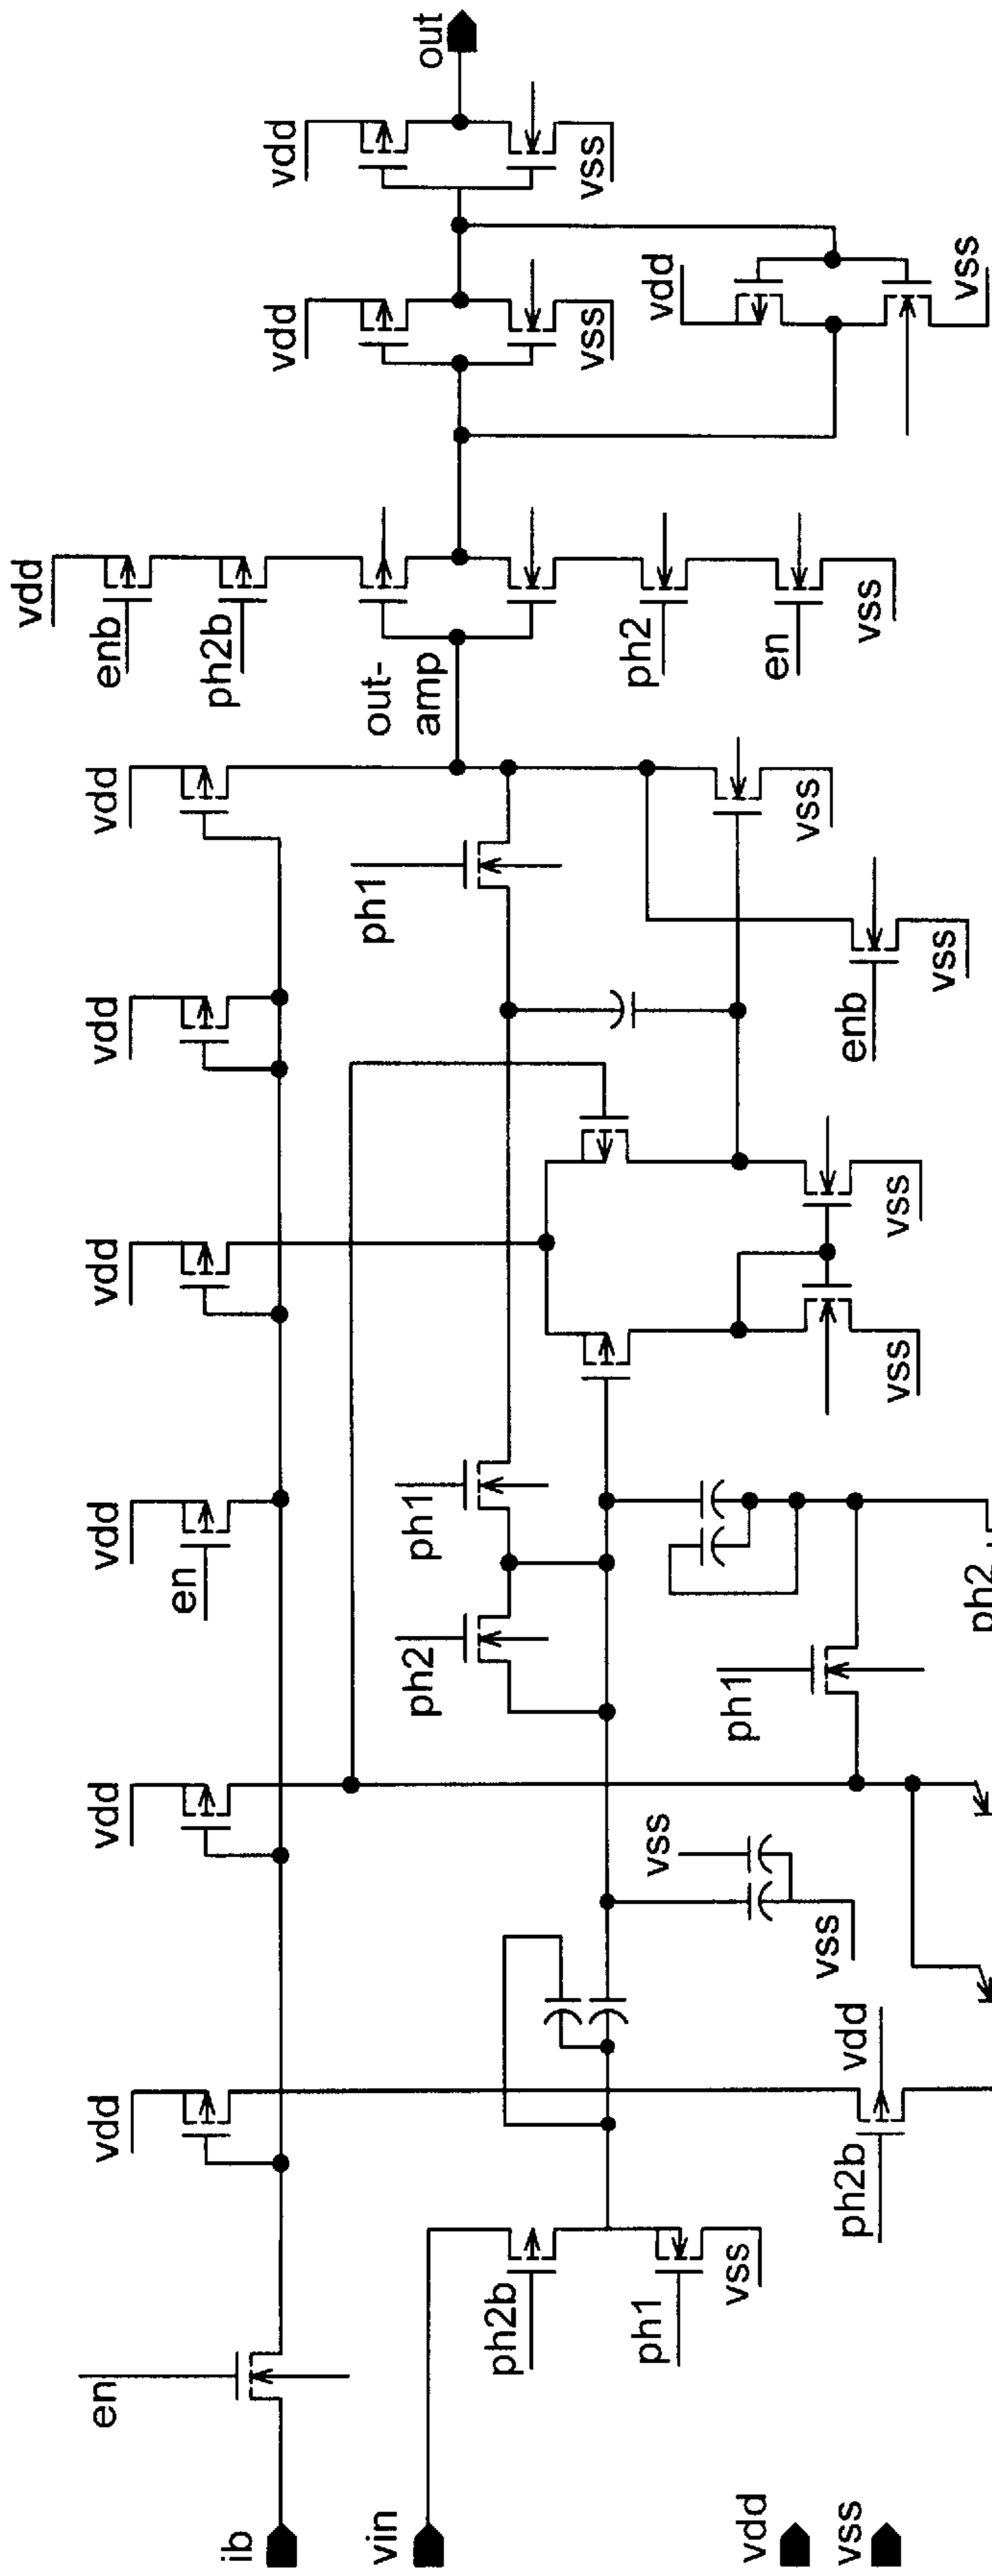 ib
en
vdd
vdd
en
vdd
vdd
vdd
vdd
vdd
enb
ph2b
vdd
vdd
out
vin
ph2b
ph1
vss
ph2
ph1
ph1
out-
amp
ph2
en
vss
vss
vss
vdd
vss
vdd
vss
ph2b
vdd
vss
vss
ph1
ph2
vss
vss
enb
vss
vss